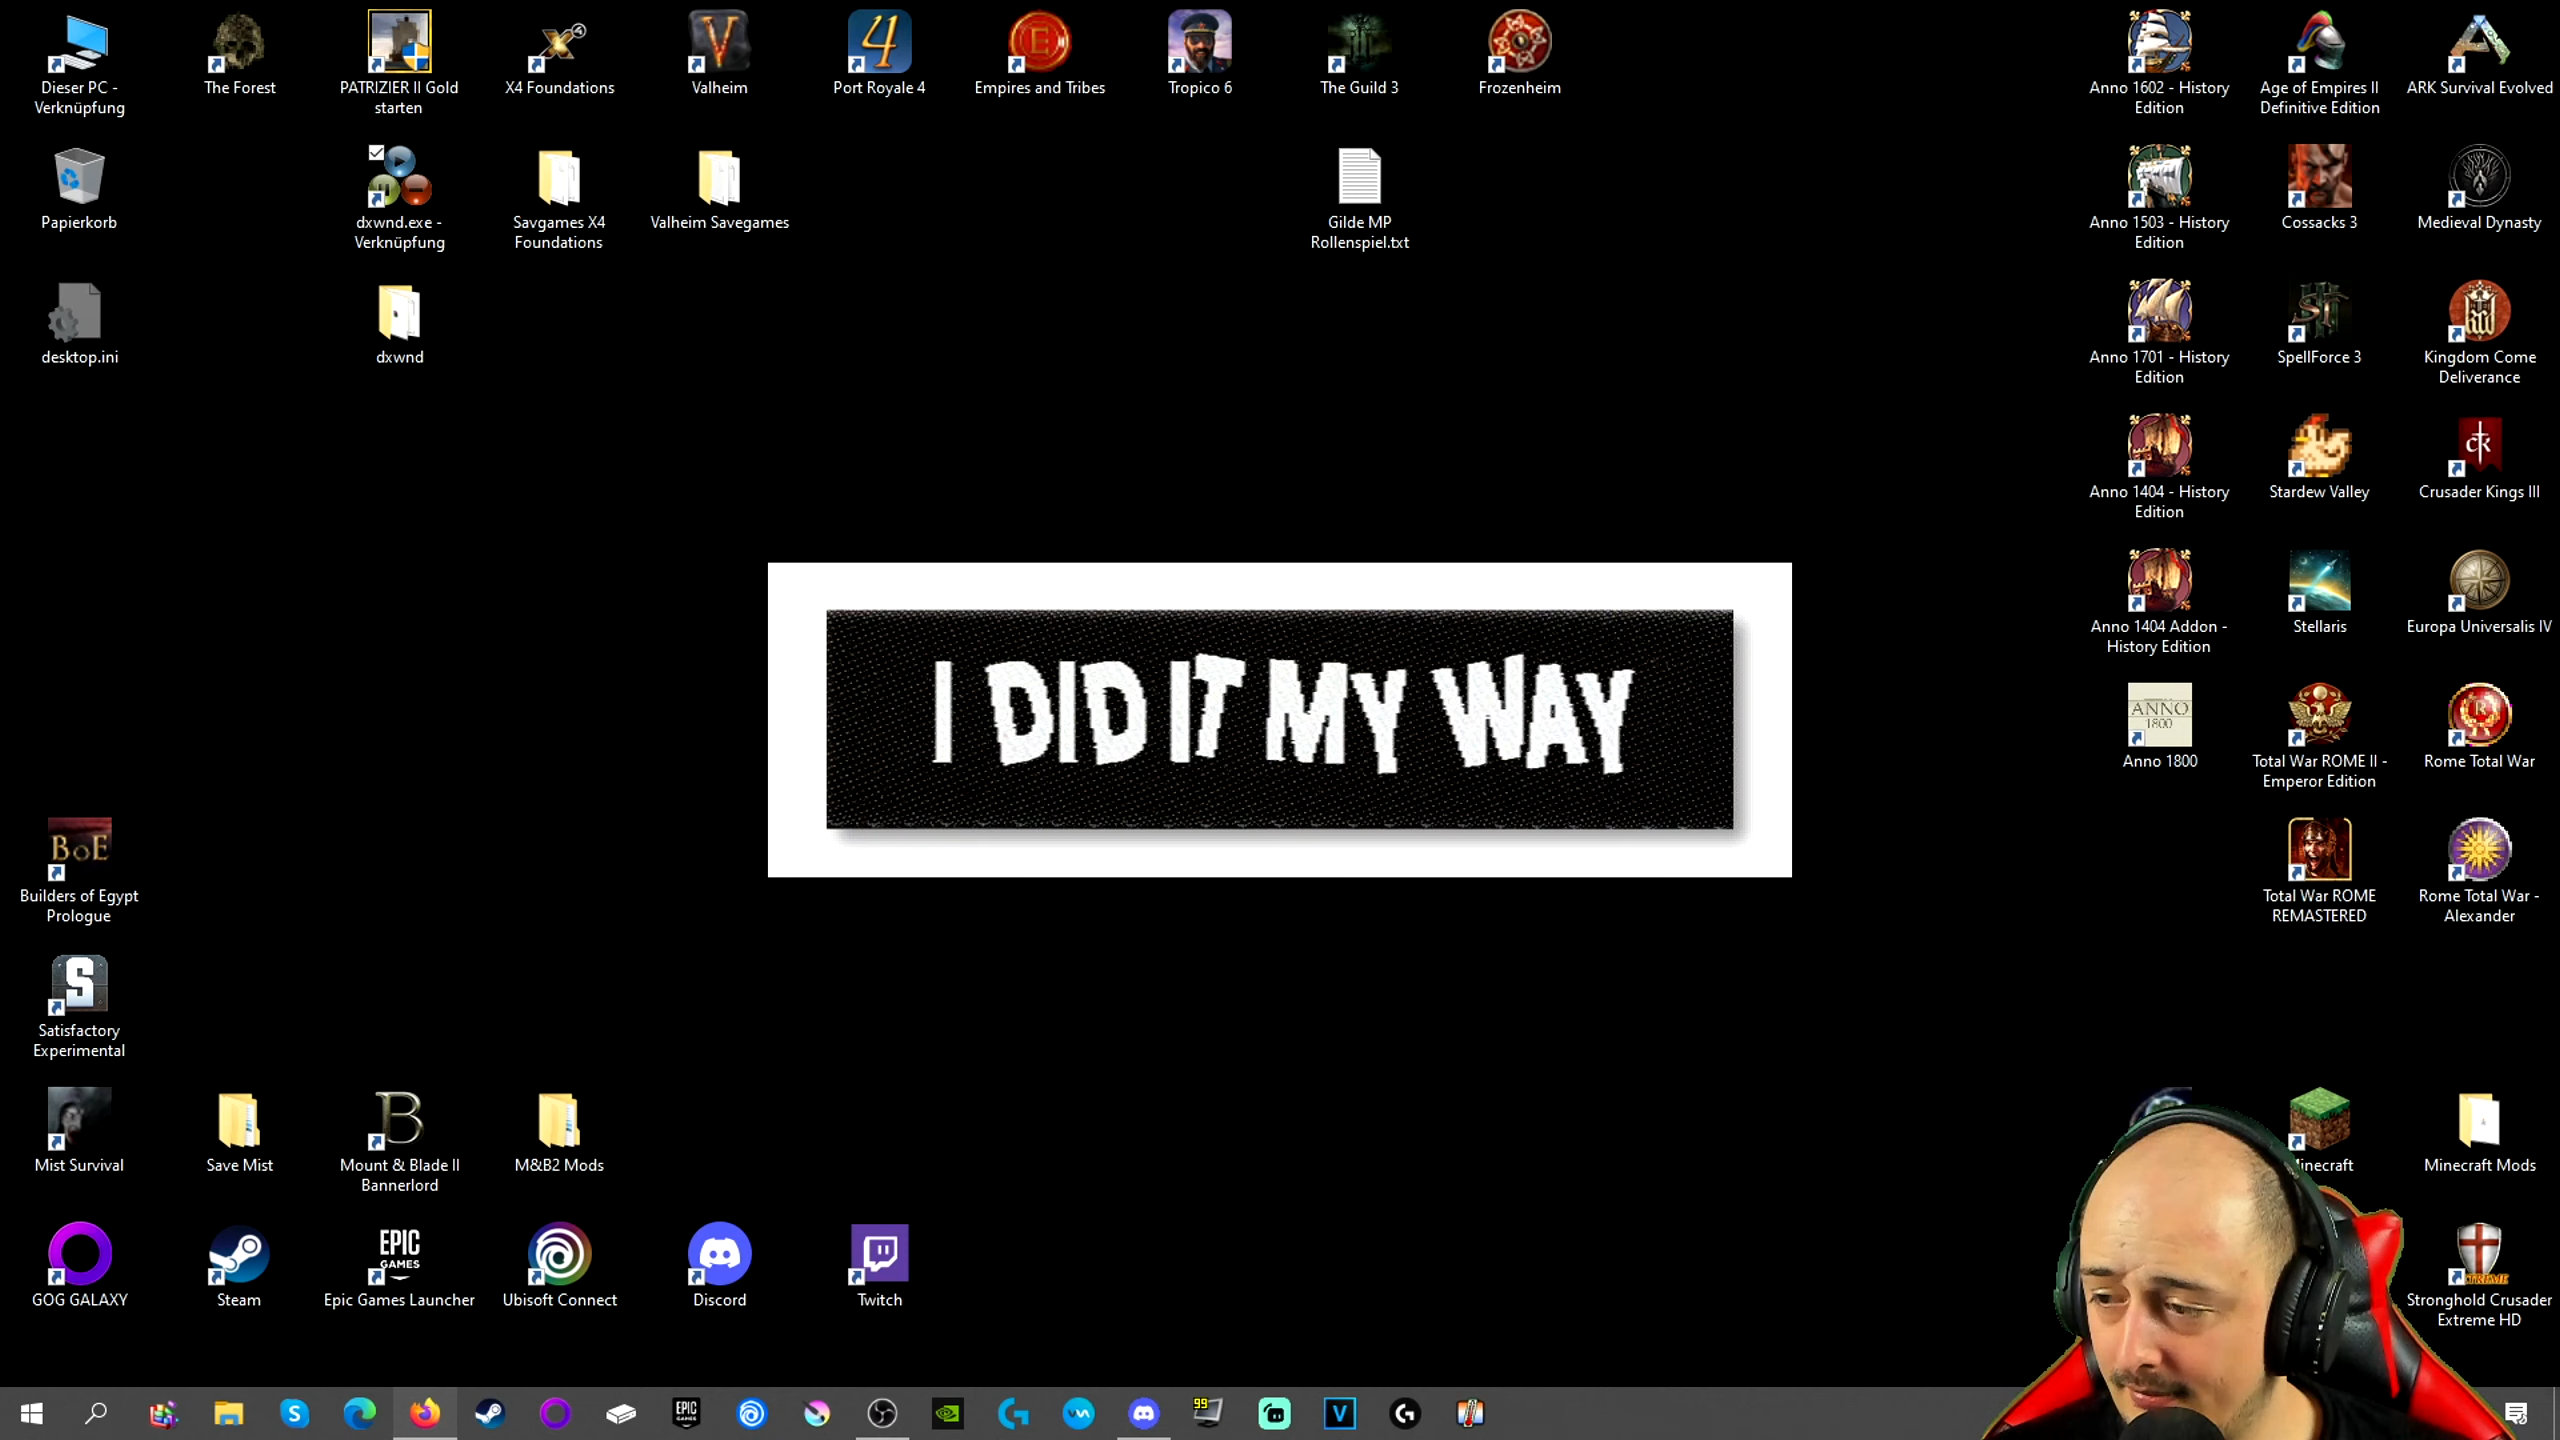 Dieser PC -
Verknüpfung
The Forest
PATRIZIER II Gold
starten
X4 Foundations
Valheim
Port Royale 4
Empires and Tribes
Tropico 6
The Guild 3
Frozenheim
Anno 1602 - History
Edition
Age of Empires II
Definitive Edition
ARK Survival Evolved
Papierkorb
dxwnd.exe -
Verknüpfung
Savgames X4
Foundations
Valheim Savegames
Gilde MP
Rollenspiel.txt
Anno 1503 - History
Edition
Cossacks 3
Medieval Dynasty
desktop.ini
dxwnd
Anno 1701 - History
Edition
SpellForce 3
Kingdom Come
Deliverance
Anno 1404 - History
Edition
Stardew Valley
Crusader Kings III
Anno 1404 Addon -
History Edition
Stellaris
Europa Universalis IV
I DID IT MY WAY
ANNO
1800
Anno 1800
Total War ROME II -
Emperor Edition
Rome Total War
BoE
Builders of Egypt
Prologue
Total War ROME
REMASTERED
Rome Total War -
Alexander
S
Satisfactory
Experimental
Mist Survival
Save Mist
B
Mount & Blade II
Bannerlord
M&B2 Mods
Minecraft Mods
GOG GALAXY
Steam
EPIC
GAMES
Epic Games Launcher
Ubisoft Connect
Discord
Twitch
Stronghold Crusader
Extreme HD